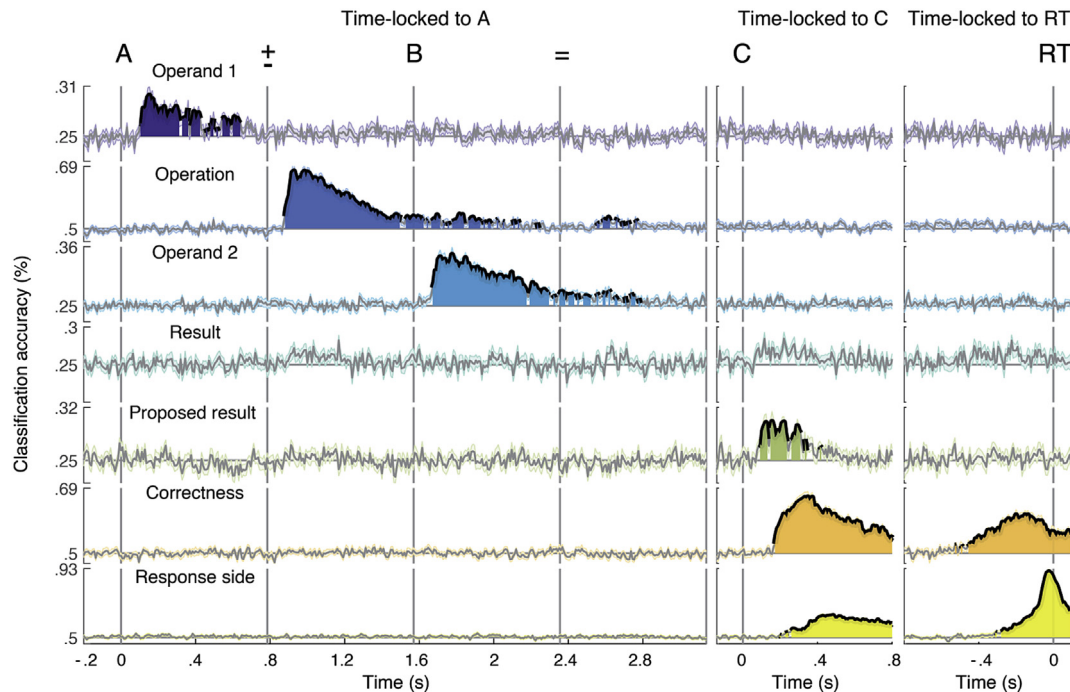 Time-locked to A Time-locked to C Time-locked to RT
A ± B = C RT
Operand 1
.31
.25
Operation
.69
.5
Operand 2
.36
.25
Result
.3
.25
Proposed result
.32
.25
Correctness
.69
.5
Response side
.93
.5
Classification accuracy (%)
-.2 0 .4 .8 1.2 1.6 2 2.4 2.8 0 .4 .8 -.4 0
Time (s) Time (s) Time (s)